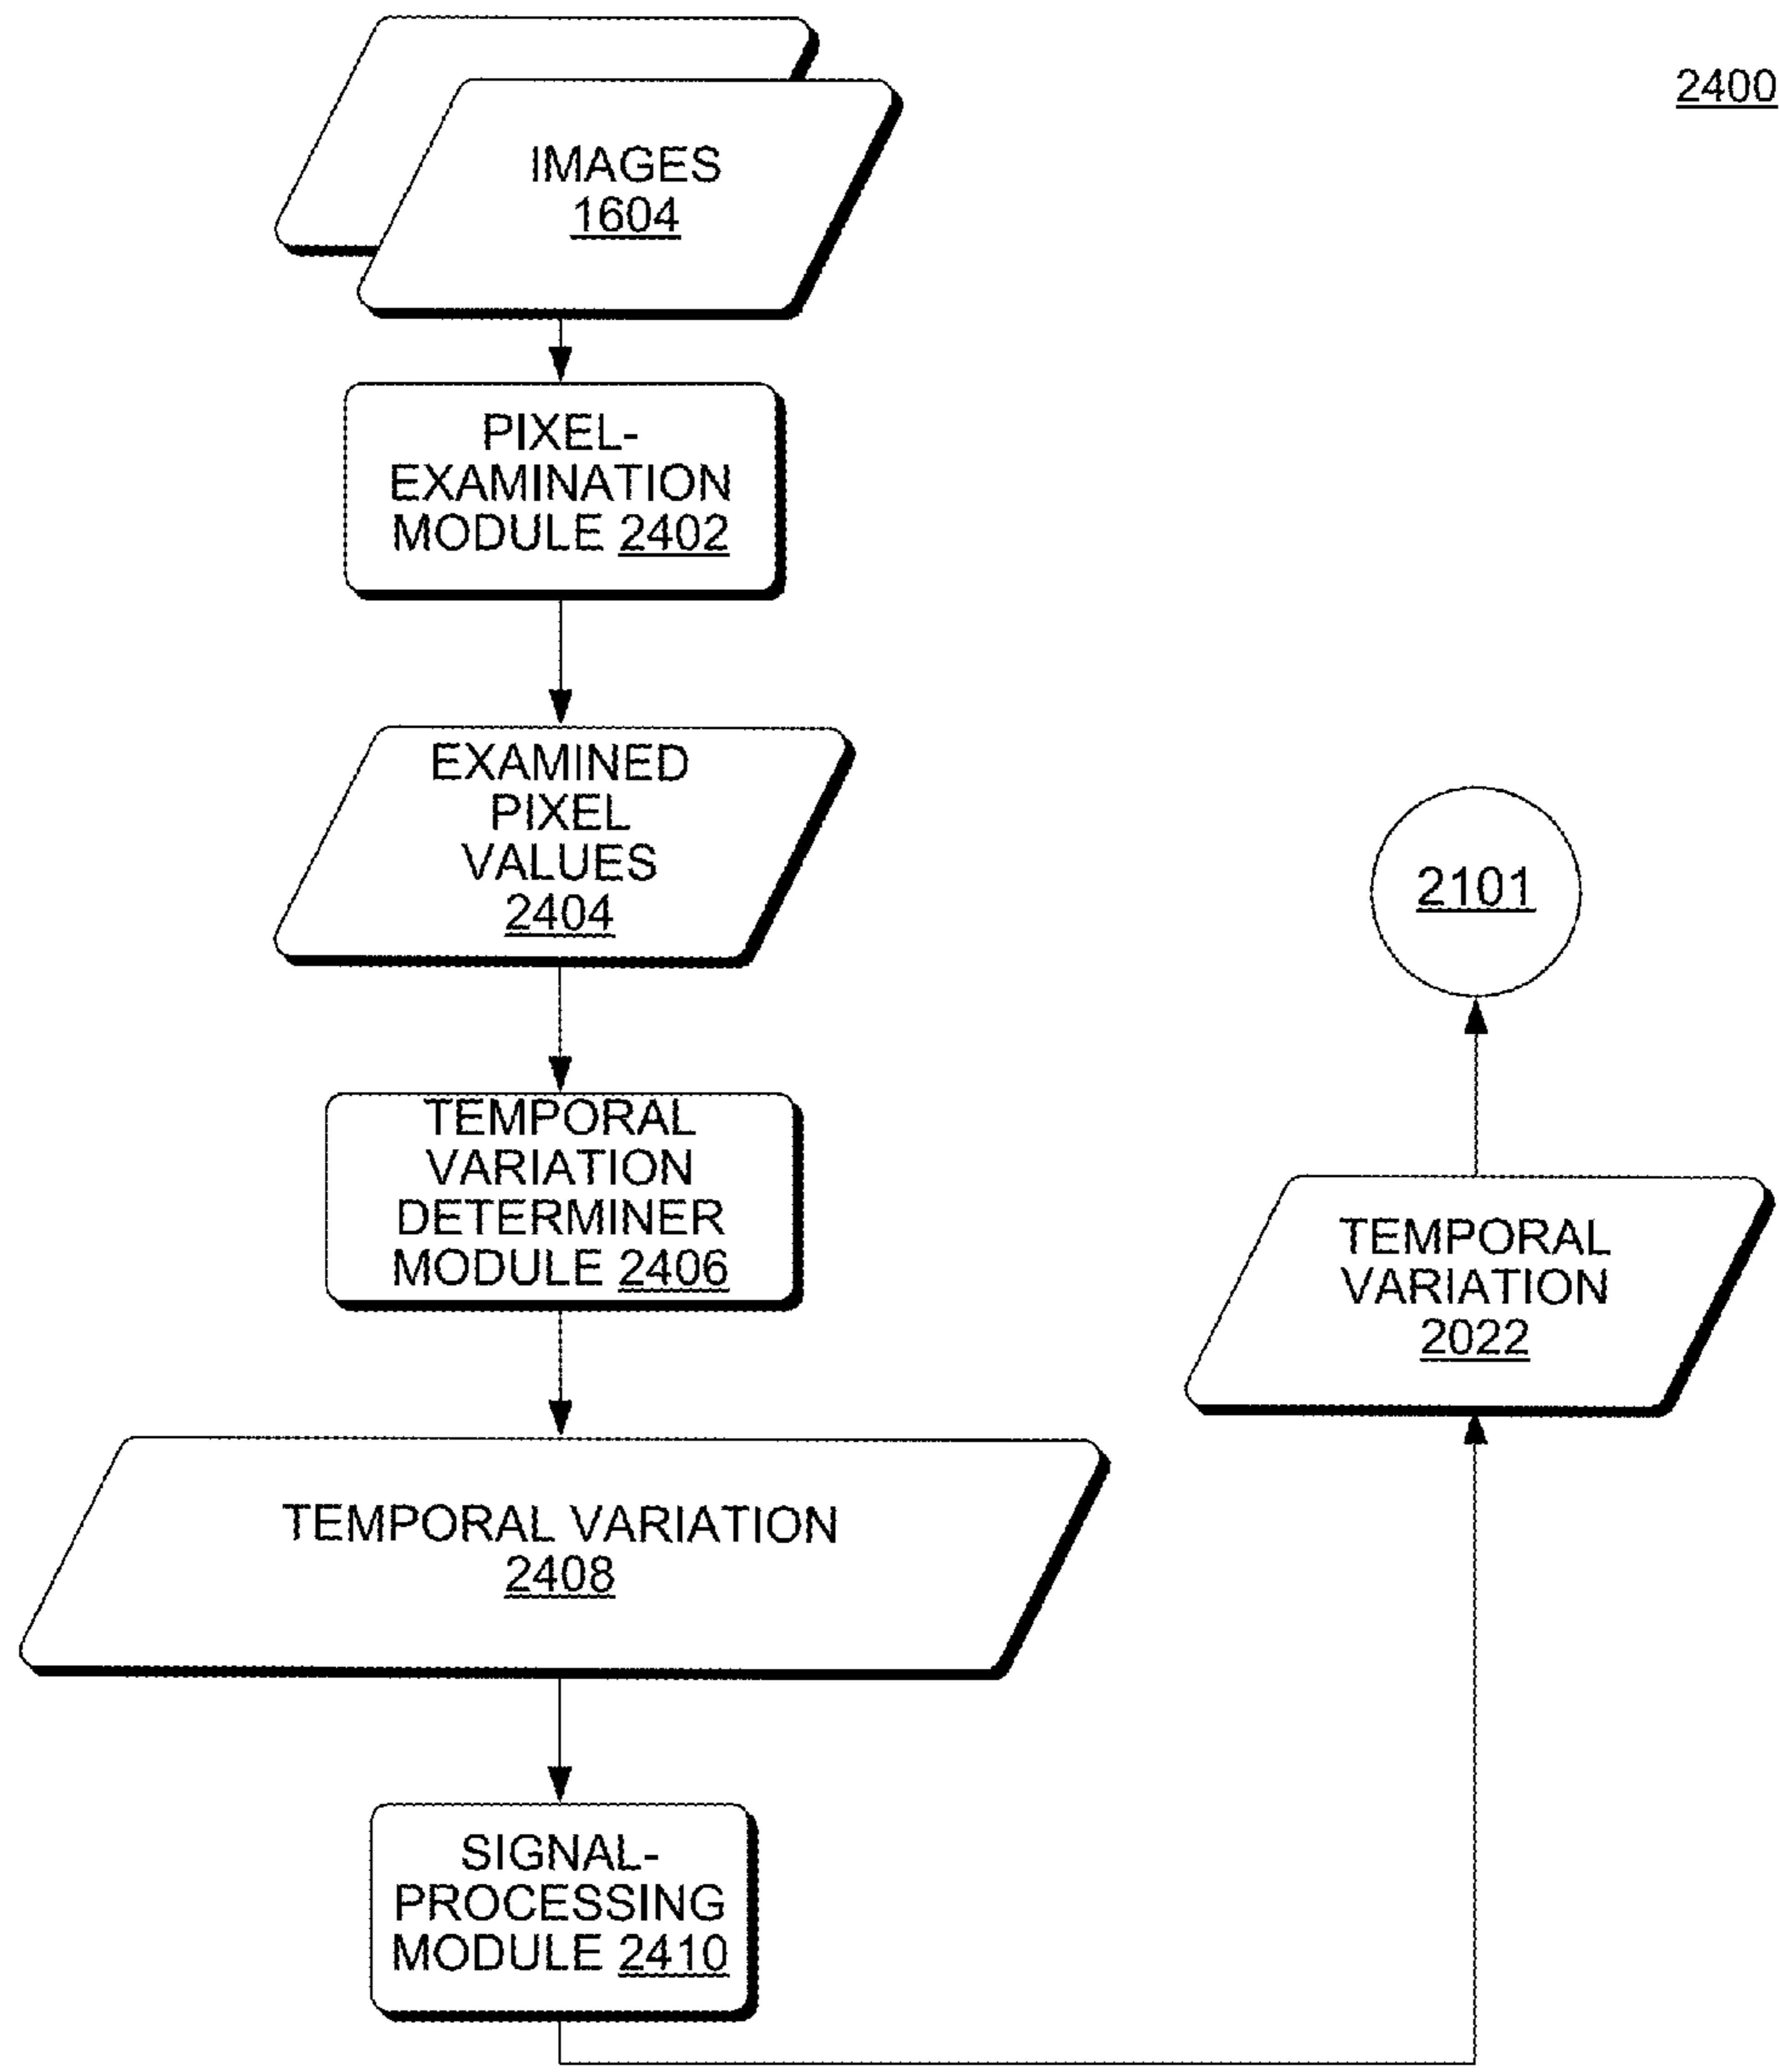 2400
IMAGES
1604
PIXEL-
EXAMINATION
MODULE 2402
EXAMINED
PIXEL
VALUES
2404
TEMPORAL
VARIATION
DETERMINER
MODULE 2406
TEMPORAL VARIATION
2408
SIGNAL-
PROCESSING
MODULE 2410
TEMPORAL
VARIATION
2022
2101